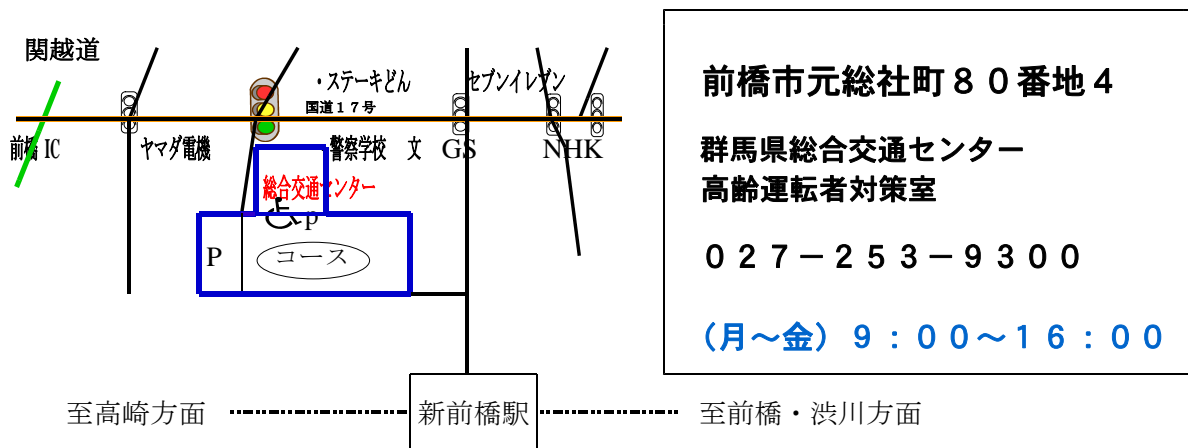 関越道
・ステーキどん
セブンイレブン
国道17号
前橋 IC
ヤマダ電機
警察学校 文 GS
NHK
総合交通センター
p
P
コース
至高崎方面
新前橋駅
至前橋・渋川方面
前橋市元総社町80番地4
群馬県総合交通センター
高齢運転者対策室
027-253-9300
(月~金) 9:00~16:00